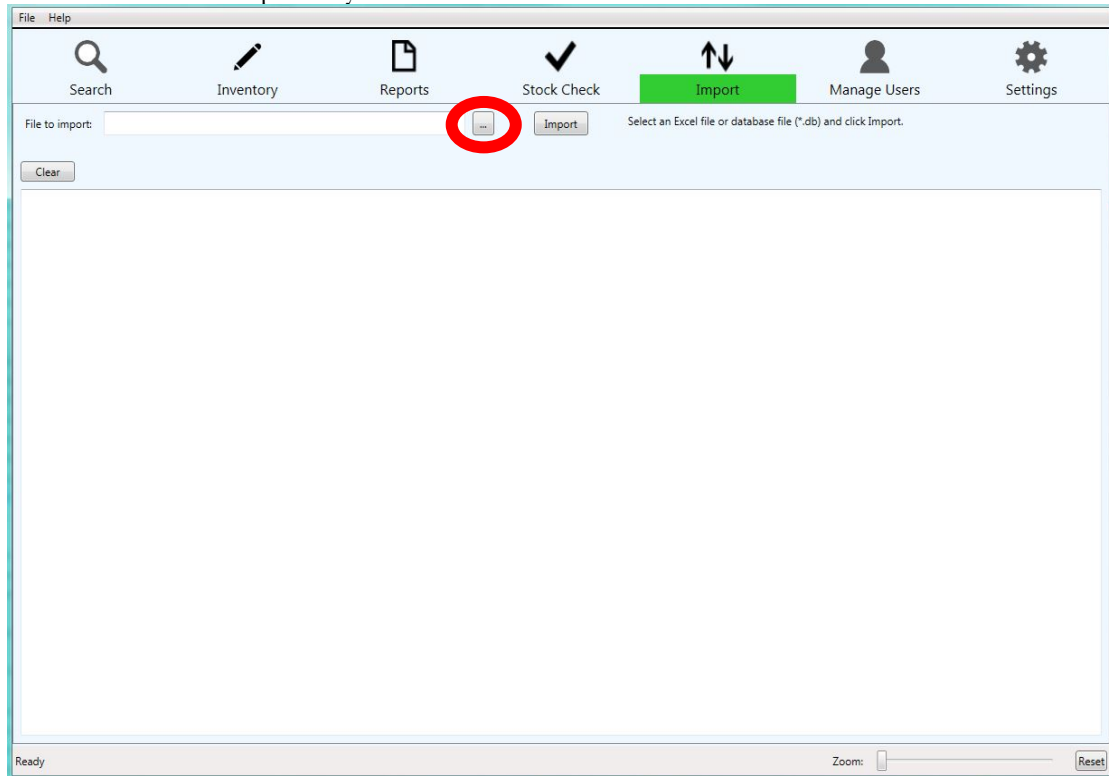 File Help
Search Inventory Reports Stock Check Import Manage Users Settings
File to import: ... Import Select an Excel file or database file (*.db) and click Import.
Clear
Ready Zoom: Reset